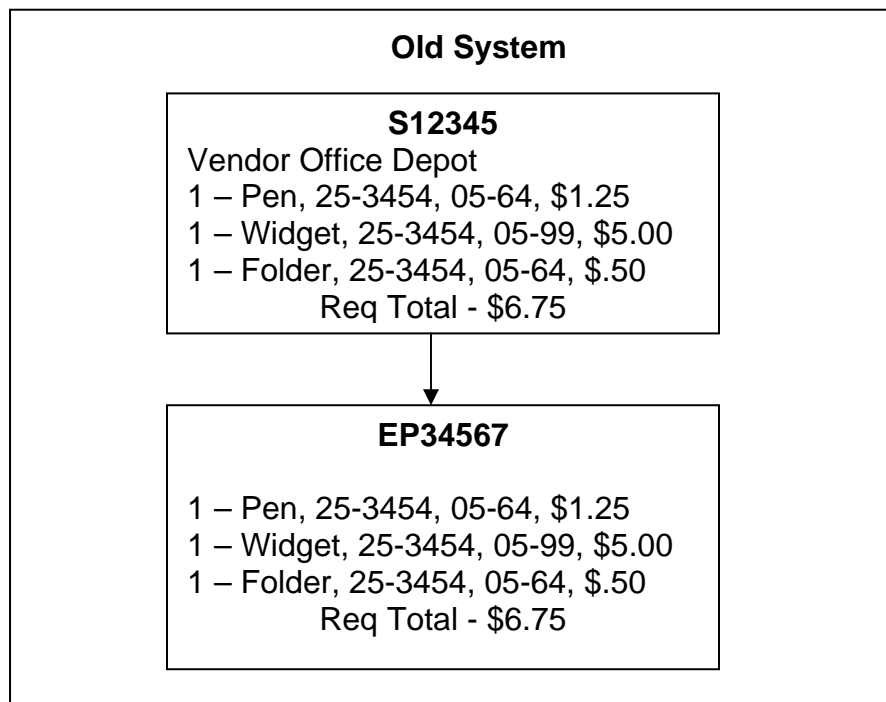 Old System
S12345
Vendor Office Depot
1 – Pen, 25-3454, 05-64, $1.25
1 – Widget, 25-3454, 05-99, $5.00
1 – Folder, 25-3454, 05-64, $.50
Req Total - $6.75
EP34567
1 – Pen, 25-3454, 05-64, $1.25
1 – Widget, 25-3454, 05-99, $5.00
1 – Folder, 25-3454, 05-64, $.50
Req Total - $6.75